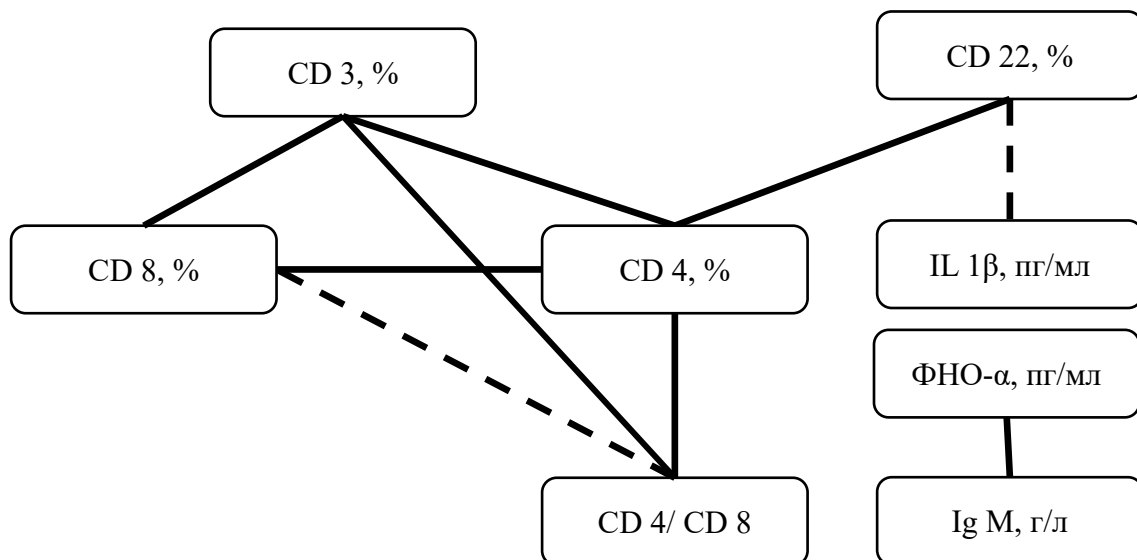 CD 3, %
CD 22, %
CD 8, %
CD 4, %
IL 1β, пг/мл
ФНО-α, пг/мл
CD 4/ CD 8
Ig M, г/л